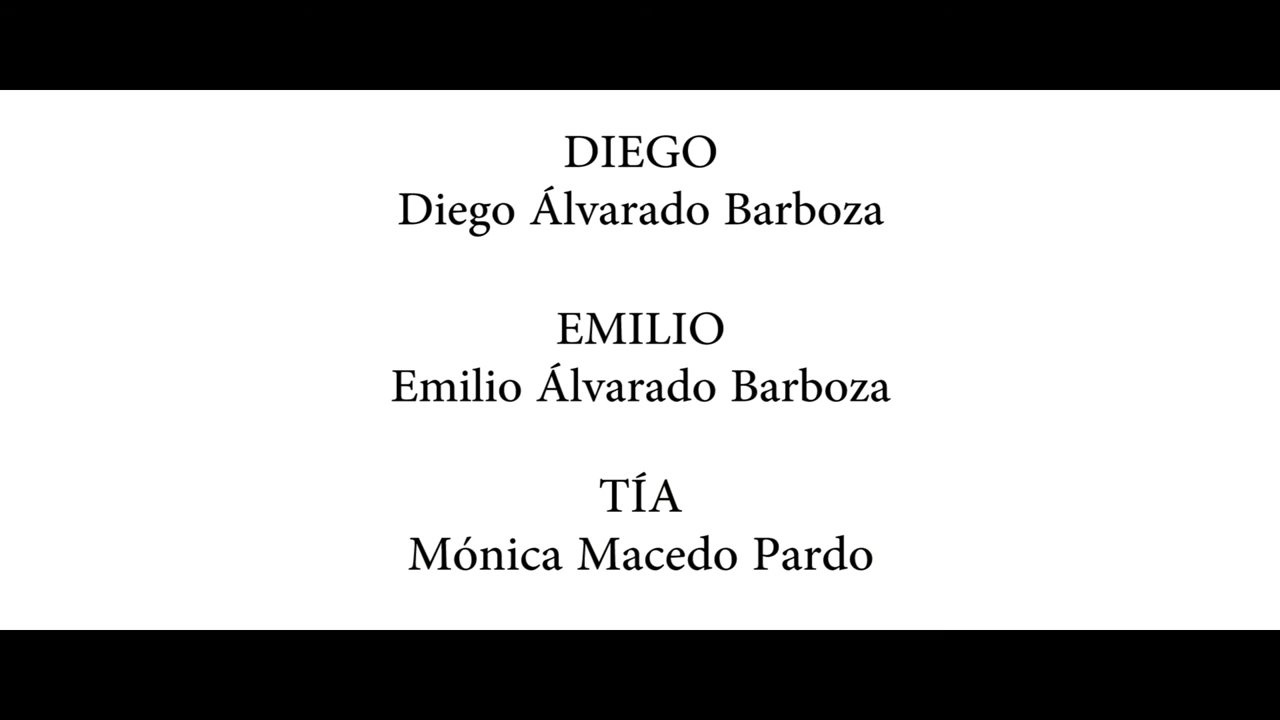 DIEGO
Diego Álvarado Barboza
EMILIO
Emilio Álvarado Barboza
TÍA
Mónica Macedo Pardo